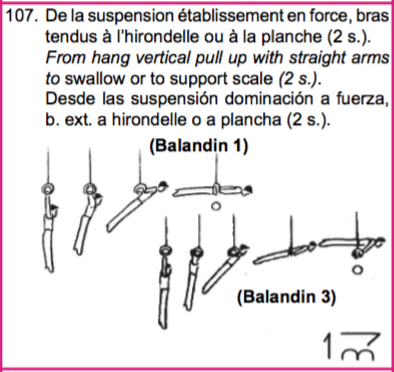 107. De la suspension établissement en force, bras
tendus à l'hirondelle ou à la planche (2 s.).
From hang vertical pull up with straight arms
to swallow or to support scale (2 s.).
Desde las suspensión dominación a fuerza,
b. ext. a hirondelle o a plancha (2 s.).
(Balandin 1)
(Balandin 3)
1